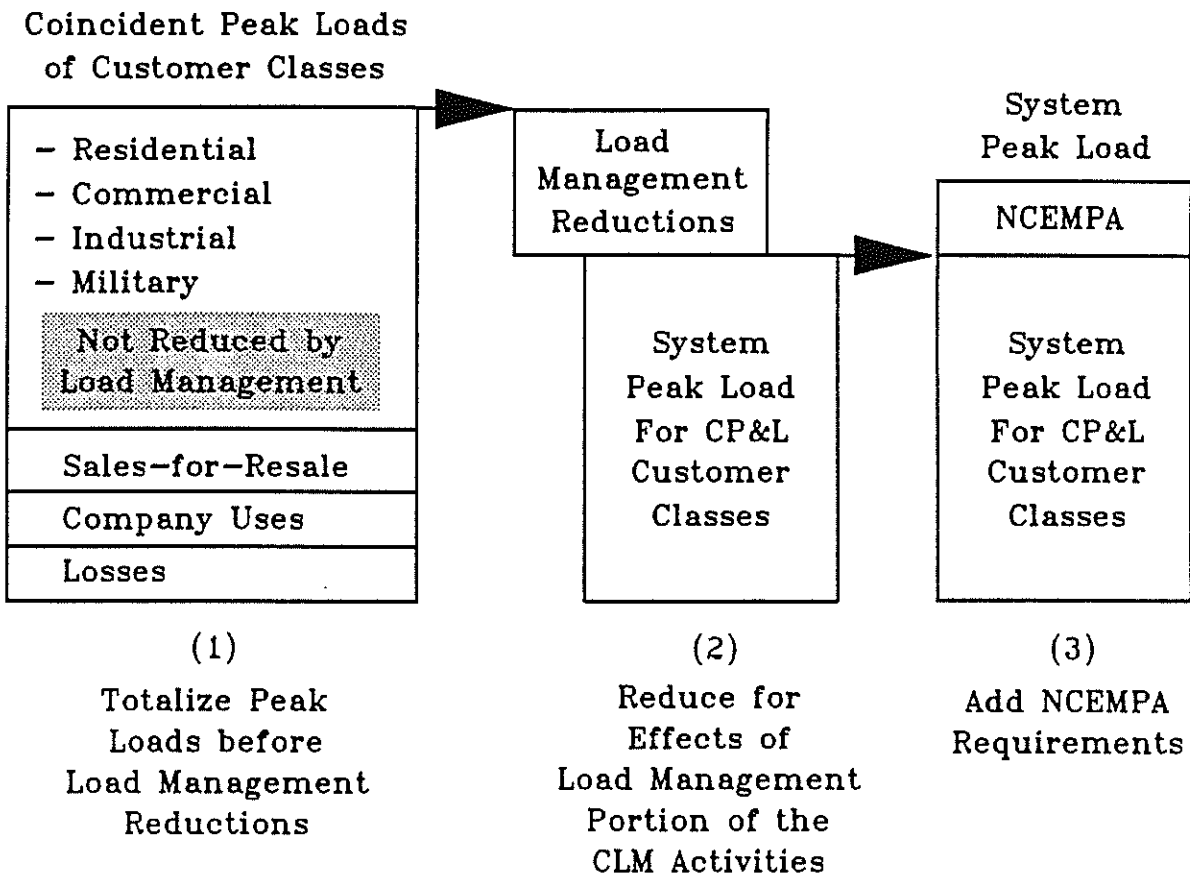 Coincident Peak Loads
of Customer Classes
– Residential
– Commercial
– Industrial
– Military
Not Reduced by
Load Management
Sales–for–Resale
Company Uses
Losses
(1)
Totalize Peak
Loads before
Load Management
Reductions
Load
Management
Reductions
System
Peak Load
For CP&L
Customer
Classes
(2)
Reduce for
Effects of
Load Management
Portion of the
CLM Activities
System
Peak Load
NCEMPA
System
Peak Load
For CP&L
Customer
Classes
(3)
Add NCEMPA
Requirements